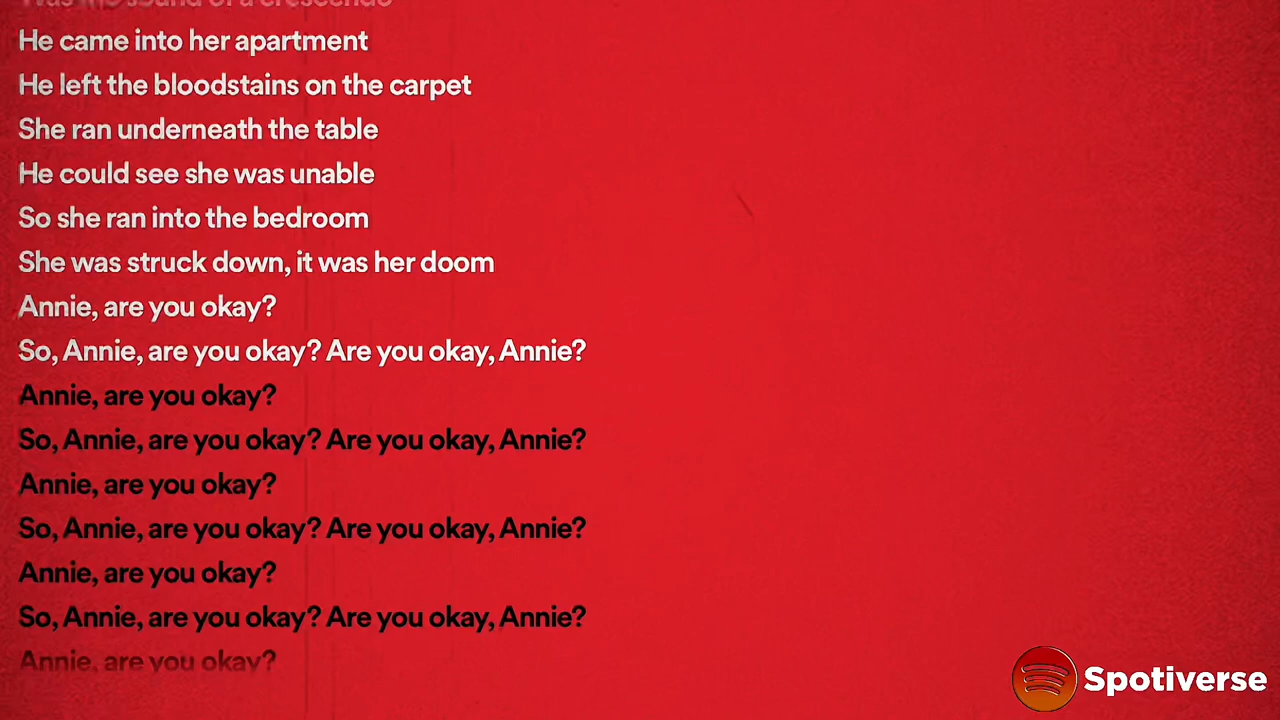 sound of a crescendo
He came into her apartment
He left the bloodstains on the carpet
She ran underneath the table
He could see she was unable
So she ran into the bedroom
She was struck down, it was her doom
Annie, are you okay?
So, Annie, are you okay? Are you okay, Annie?
Annie, are you okay?
So, Annie, are you okay? Are you okay, Annie?
Annie, are you okay?
So, Annie, are you okay? Are you okay, Annie?
Annie, are you okay?
So, Annie, are you okay? Are you okay, Annie?
Annie, are you okay?
Spotiverse